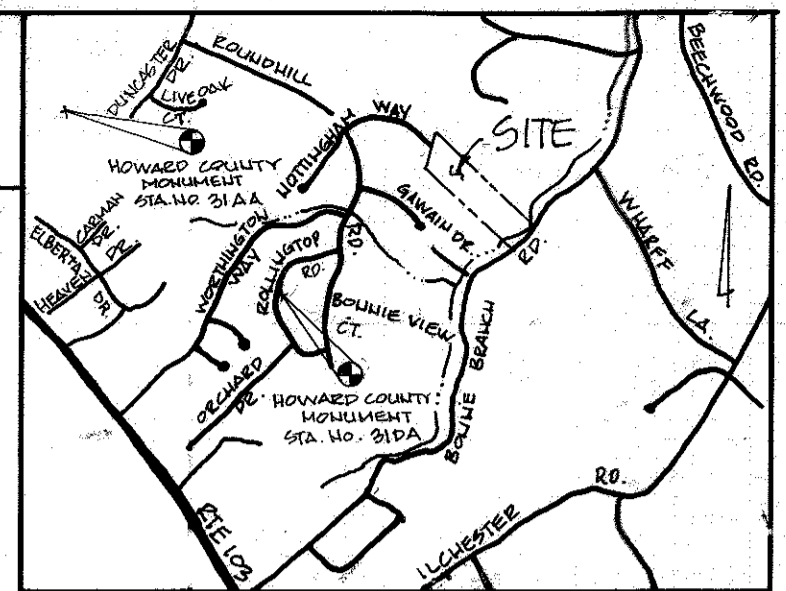 DUNCASTER
DR.
ROUNDHILL
LIVEOAK
CT.
HOWARD COUNTY
MONUMENT
STA. NO. 31AA
NOTTINGHAM
WAY
SITE
BEECHWOOD RD.
GAWAIN DR.
RD.
WHARFF
LA.
CARMAN
DR.
ELBERTA
DR.
HEAVEN
DR.
WORTHINGTON
WAY
ROLLINGTOP
RD.
RD.
BONNIE VIEW
CT.
ORCHARD
DR.
HOWARD COUNTY
MONUMENT
STA. NO. 31DA
BONNIE BRANCH
RTE 103
ILCHESTER
RD.